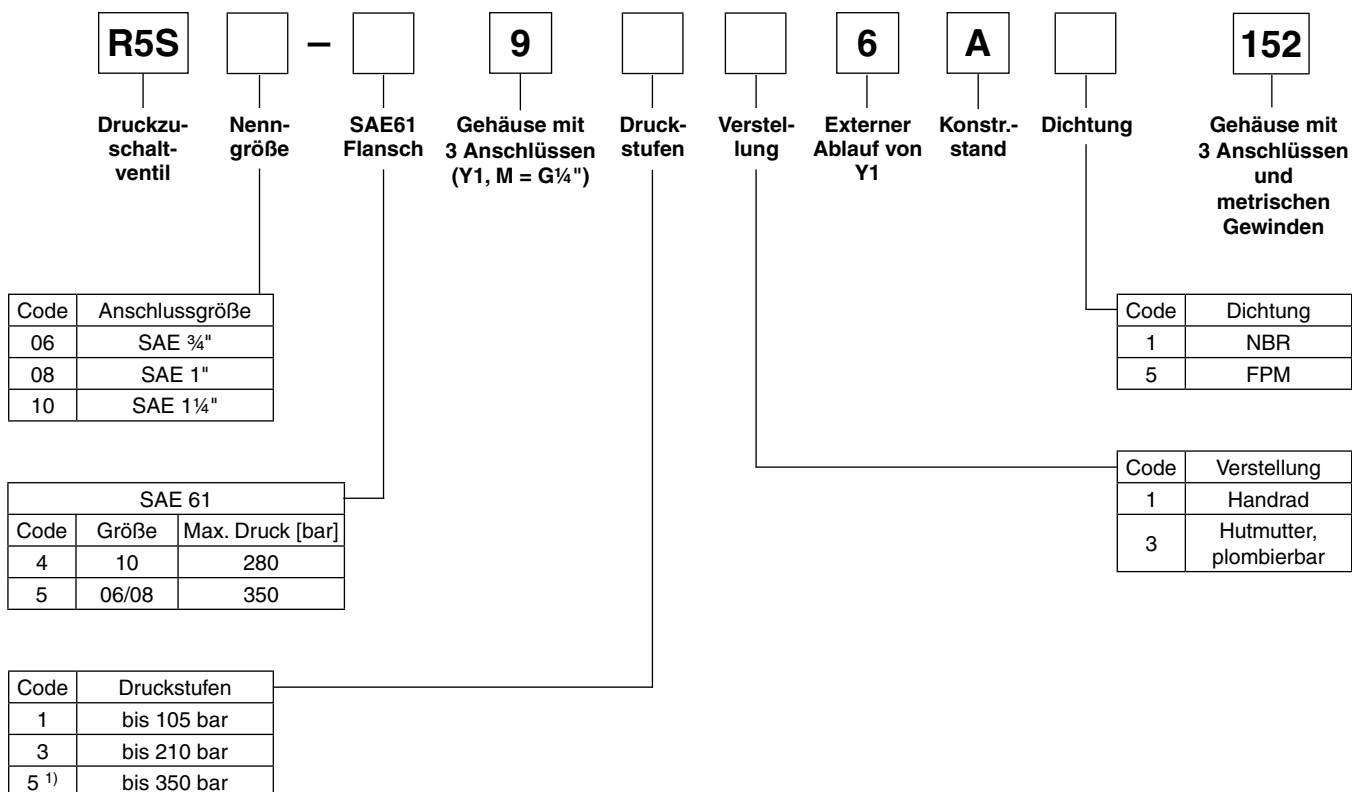 R5S – 9 6 A 152
Druckzu-
schalt-
ventil
Nenn-
größe
SAE61
Flansch
Gehäuse mit
3 Anschlüssen
(Y1, M = G¼")
Druck-
stufen
Verstel-
lung
Externer
Ablauf von
Y1
Konstr.-
stand
Dichtung
Gehäuse mit
3 Anschlüssen
und
metrischen
Gewinden
Code Anschlussgröße
06 SAE ¾"
08 SAE 1"
10 SAE 1¼"
Code Dichtung
1 NBR
5 FPM
SAE 61
Code Größe Max. Druck [bar]
4 10 280
5 06/08 350
Code Verstellung
1 Handrad
3 Hutmutter,
plombierbar
Code Druckstufen
1 bis 105 bar
3 bis 210 bar
5 ¹⁾ bis 350 bar